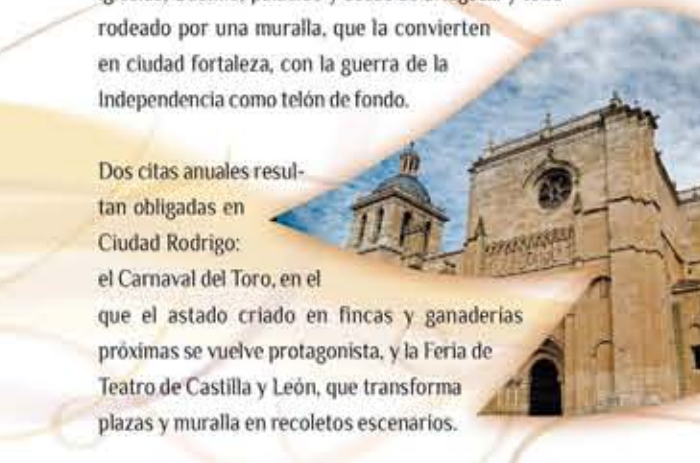 rodeado por una muralla, que la convierten
en ciudad fortaleza, con la guerra de la
Independencia como telón de fondo.
Dos citas anuales resul-
tan obligadas en
Ciudad Rodrigo:
el Carnaval del Toro, en el
que el astado criado en fincas y ganaderías
próximas se vuelve protagonista, y la Feria de
Teatro de Castilla y León, que transforma
plazas y muralla en recoletos escenarios.